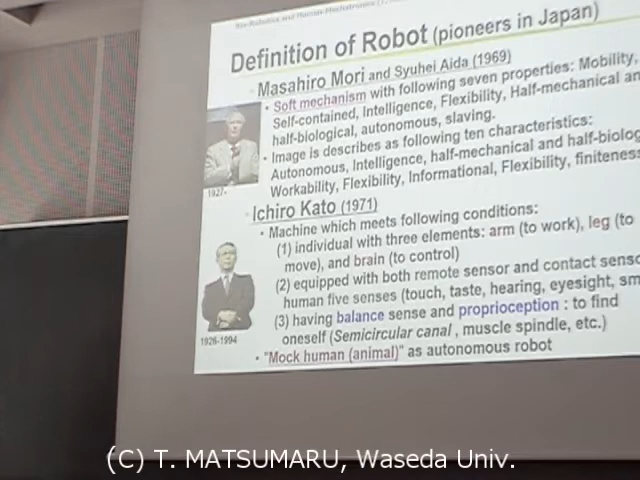 Bio-Robotics and Human-Mechatronics
Definition of Robot (pioneers in Japan)
Masahiro Mori and Syuhei Aida (1969)
• Soft mechanism with following seven properties: Mobility,
Self-contained, Intelligence, Flexibility, Half-mechanical an
half-biological, autonomous, slaving.
• Image is describes as following ten characteristics:
Autonomous, Intelligence, half-mechanical and half-biolog
Workability, Flexibility, Informational, Flexibility, finiteness
1927-
Ichiro Kato (1971)
• Machine which meets following conditions:
(1) individual with three elements: arm (to work), leg (to
move), and brain (to control)
(2) equipped with both remote sensor and contact senso
human five senses (touch, taste, hearing, eyesight, sm
(3) having balance sense and proprioception : to find
oneself (Semicircular canal , muscle spindle, etc.)
• "Mock human (animal)" as autonomous robot
1926-1994
(C) T. MATSUMARU, Waseda Univ.